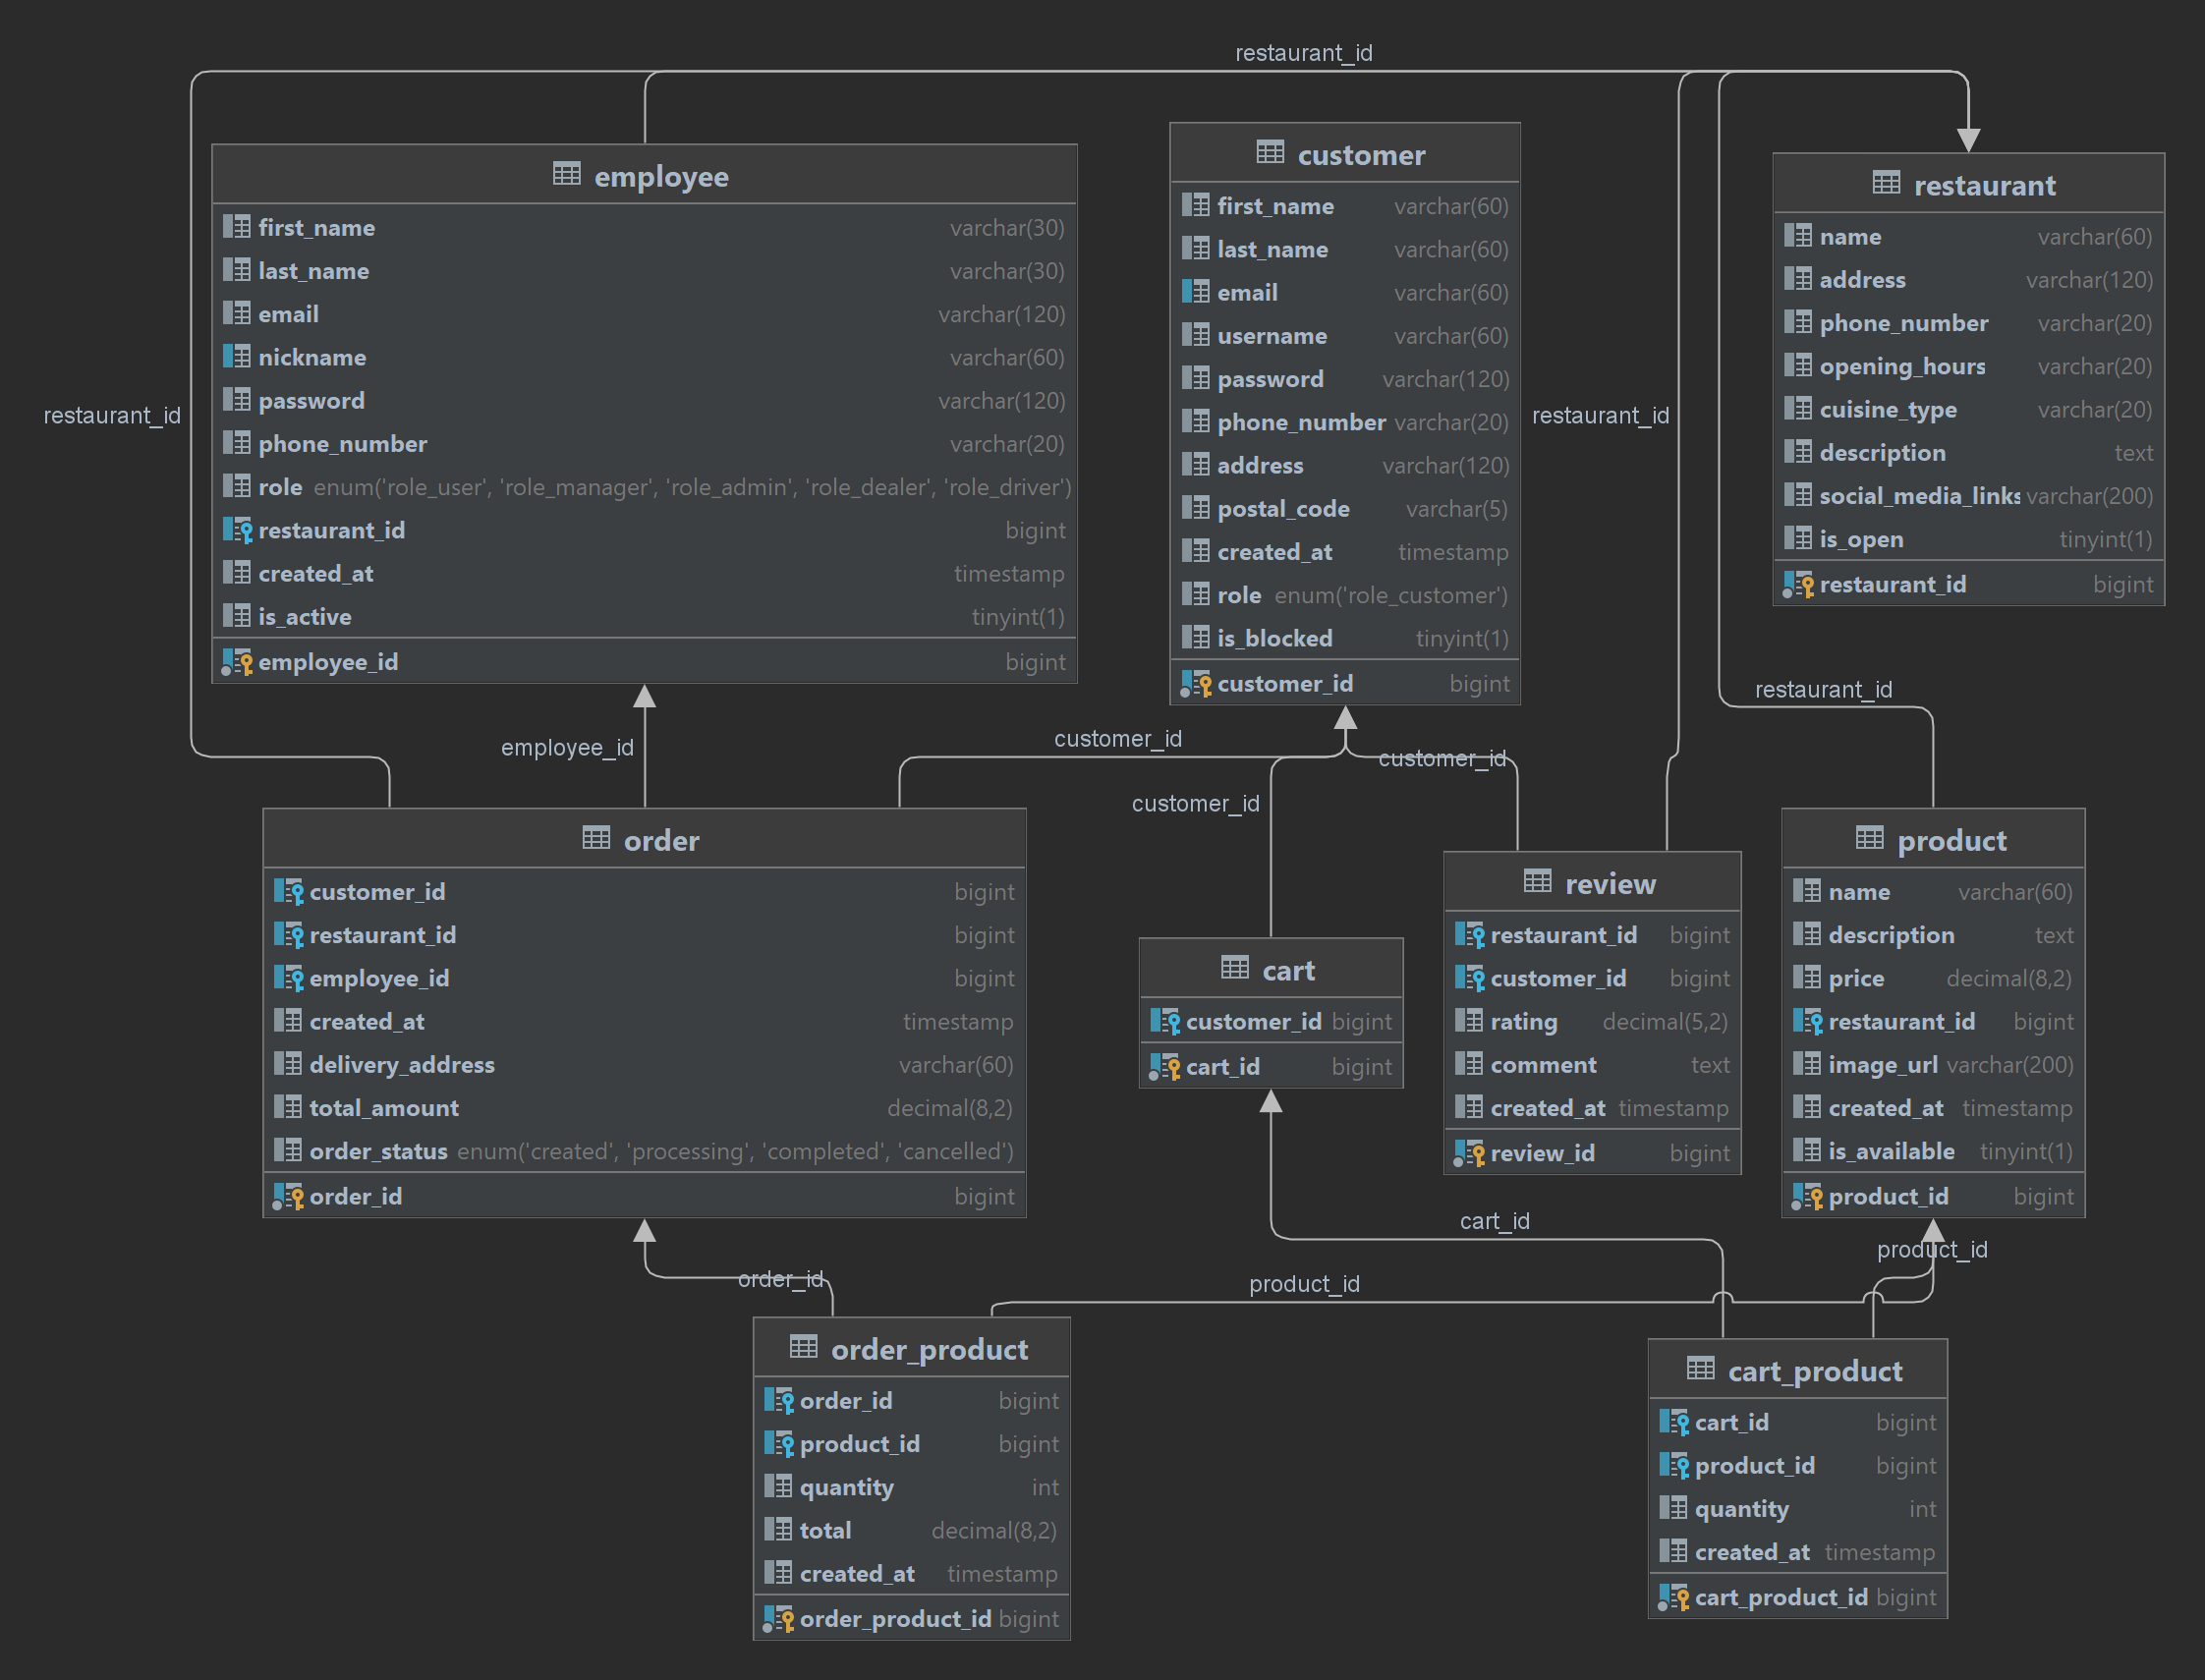 restaurant_id
employee
first_name varchar(30)
last_name varchar(30)
email varchar(120)
nickname varchar(60)
password varchar(120)
phone_number varchar(20)
role enum('role_user', 'role_manager', 'role_admin', 'role_dealer', 'role_driver')
restaurant_id bigint
created_at timestamp
is_active tinyint(1)
employee_id bigint
customer
first_name varchar(60)
last_name varchar(60)
email varchar(60)
username varchar(60)
password varchar(120)
phone_number varchar(20)
address varchar(120)
postal_code varchar(5)
created_at timestamp
role enum('role_customer')
is_blocked tinyint(1)
customer_id bigint
restaurant
name varchar(60)
address varchar(120)
phone_number varchar(20)
opening_hours varchar(20)
cuisine_type varchar(20)
description text
social_media_links varchar(200)
is_open tinyint(1)
restaurant_id bigint
restaurant_id
restaurant_id
restaurant_id
employee_id
customer_id
customer_id
customer_id
order
customer_id bigint
restaurant_id bigint
employee_id bigint
created_at timestamp
delivery_address varchar(60)
total_amount decimal(8,2)
order_status enum('created', 'processing', 'completed', 'cancelled')
order_id bigint
cart
customer_id bigint
cart_id bigint
review
restaurant_id bigint
customer_id bigint
rating decimal(5,2)
comment text
created_at timestamp
review_id bigint
product
name varchar(60)
description text
price decimal(8,2)
restaurant_id bigint
image_url varchar(200)
created_at timestamp
is_available tinyint(1)
product_id bigint
cart_id
product_id
order_id
product_id
order_product
order_id bigint
product_id bigint
quantity int
total decimal(8,2)
created_at timestamp
order_product_id bigint
cart_product
cart_id bigint
product_id bigint
quantity int
created_at timestamp
cart_product_id bigint